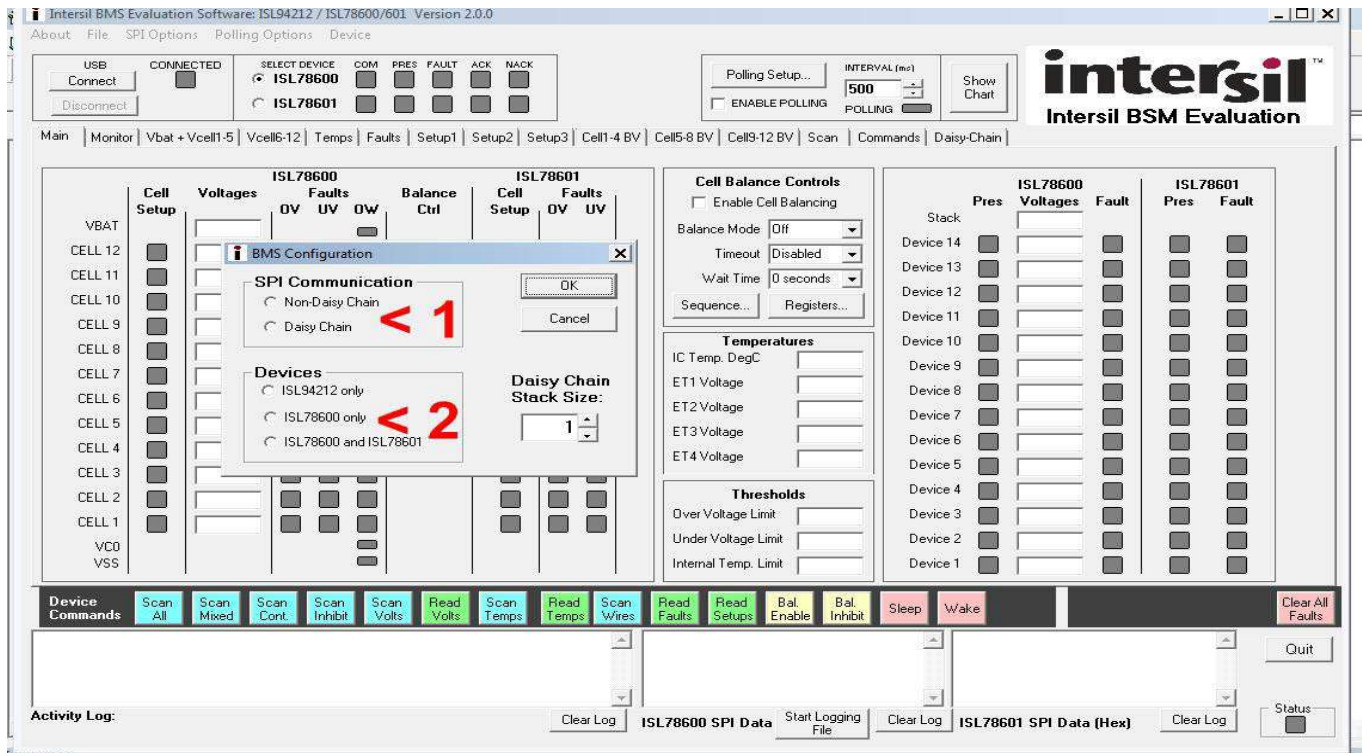 Intersil BMS Evaluation Software: ISL94212 / ISL78600/601 Version 2.0.0
About File SPI Options Polling Options Device
USB
Connect
Disconnect
CONNECTED
SELECT DEVICE COM PRES FAULT ACK NACK
ISL78600
ISL78601
Polling Setup...
ENABLE POLLING
INTERVAL (ms)
500
POLLING
Show
Chart
intersil™
Intersil BSM Evaluation
Main Monitor Vbat + Vcell1-5 Vcell6-12 Temps Faults Setup1 Setup2 Setup3 Cell1-4 BV Cell5-8 BV Cell9-12 BV Scan Commands Daisy-Chain
ISL78600 ISL78601
Cell Voltages Faults Balance Cell Faults
Setup OV UV OW Ctrl Setup OV UV
VBAT
CELL 12
CELL 11
CELL 10
CELL 9
CELL 8
CELL 7
CELL 6
CELL 5
CELL 4
CELL 3
CELL 2
CELL 1
VC0
VSS
BMS Configuration
SPI Communication
Non-Daisy Chain
Daisy Chain
< 1
OK
Cancel
Devices
ISL94212 only
ISL78600 only
ISL78600 and ISL78601
< 2
Daisy Chain
Stack Size:
1
Cell Balance Controls
Enable Cell Balancing
Balance Mode Off
Timeout Disabled
Wait Time 0 seconds
Sequence... Registers...
Temperatures
IC Temp. DegC
ET1 Voltage
ET2 Voltage
ET3 Voltage
ET4 Voltage
Thresholds
Over Voltage Limit
Under Voltage Limit
Internal Temp. Limit
ISL78600 ISL78601
Pres Voltages Fault Pres Fault
Stack
Device 14
Device 13
Device 12
Device 11
Device 10
Device 9
Device 8
Device 7
Device 6
Device 5
Device 4
Device 3
Device 2
Device 1
Device
Commands
Scan
All
Scan
Mixed
Scan
Cont.
Scan
Inhibit
Scan
Volts
Read
Volts
Scan
Temps
Read
Temps
Scan
Wires
Read
Faults
Read
Setups
Bal.
Enable
Bal.
Inhibit
Sleep
Wake
Clear All
Faults
Quit
Activity Log:
Clear Log
ISL78600 SPI Data
Start Logging
File
Clear Log
ISL78601 SPI Data (Hex)
Clear Log
Status